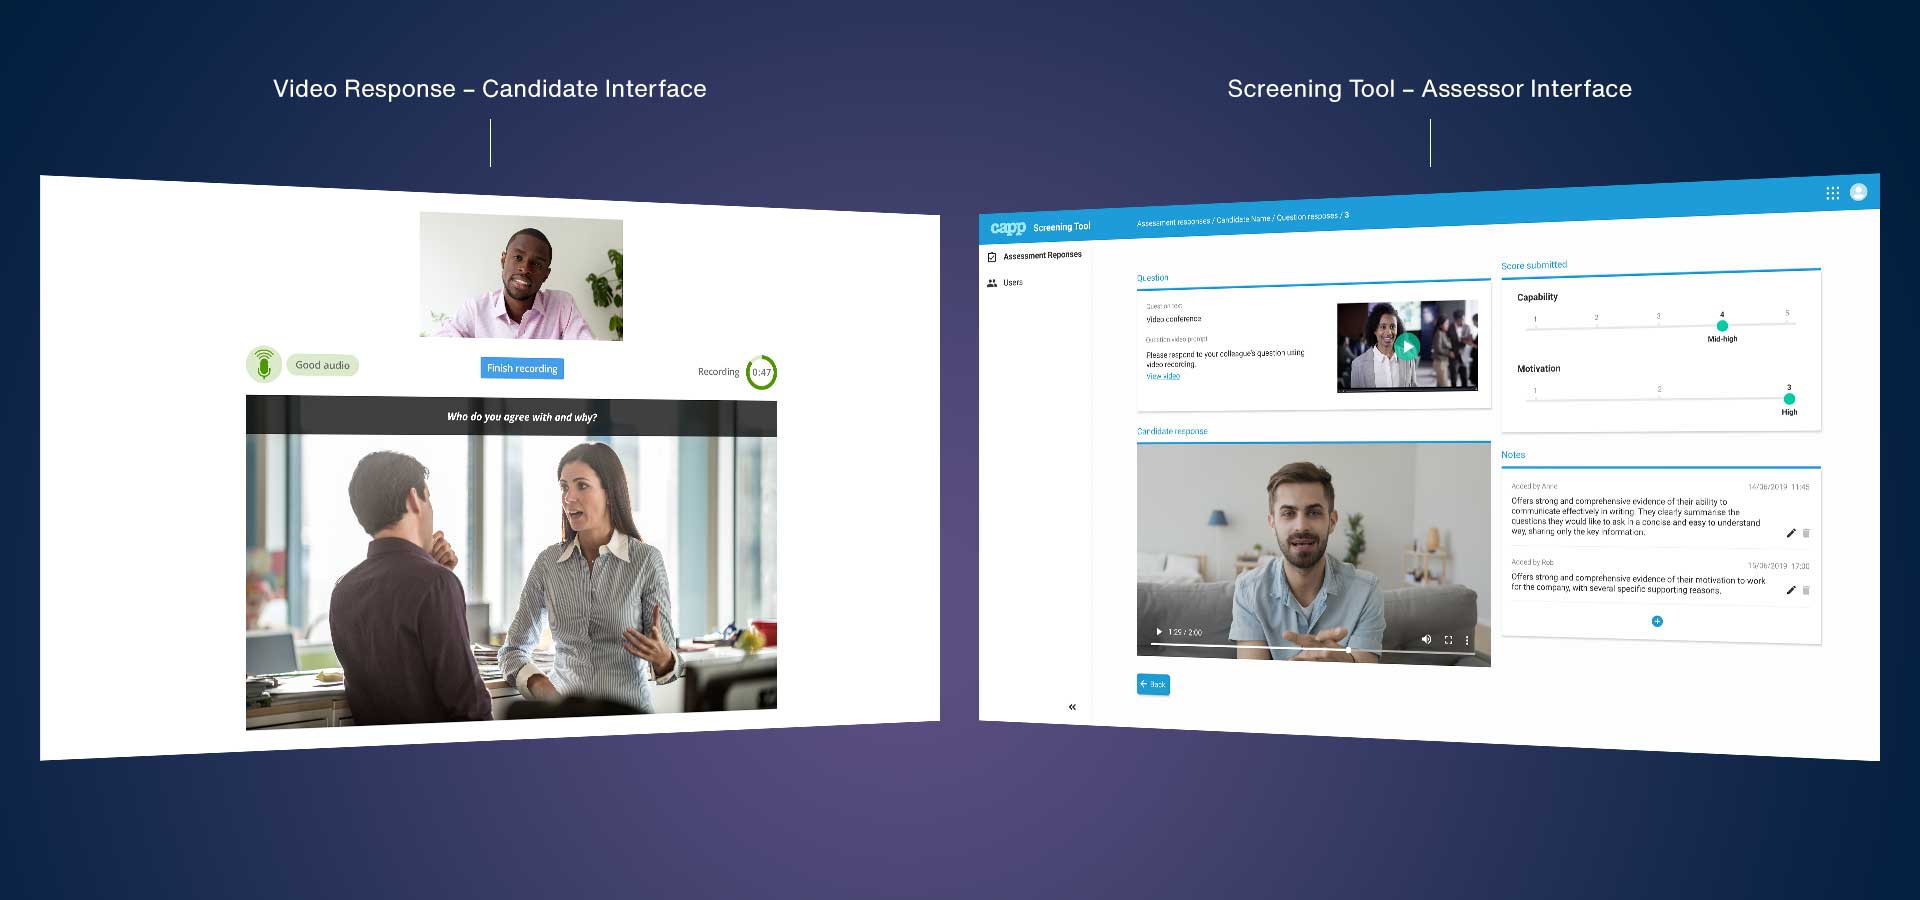 Video Response – Candidate Interface
Good audio
Finish recording
Recording
0:47
Who do you agree with and why?
Screening Tool – Assessor Interface
capp Screening Tool
Assessment responses / Candidate Name / Question resposes / 3
Assessment Reponses
Users
Question
Question text
Video conference
Question video prompt
Please respond to your colleague's question using
video recording.
View video
Candidate response
1:29 / 2:00
Back
Score submitted
Capability
1 2 3 4 5
Mid-high
Motivation
1 2 3
High
Notes
Added by Anne 14/06/2019 11:45
Offers strong and comprehensive evidence of their ability to
communicate effectively in writing. They clearly summarise the
questions they would like to ask in a concise and easy to understand
way, sharing only the key information.
Added by Rob 15/06/2019 17:00
Offers strong and comprehensive evidence of their motivation to work
for the company, with several specific supporting reasons.